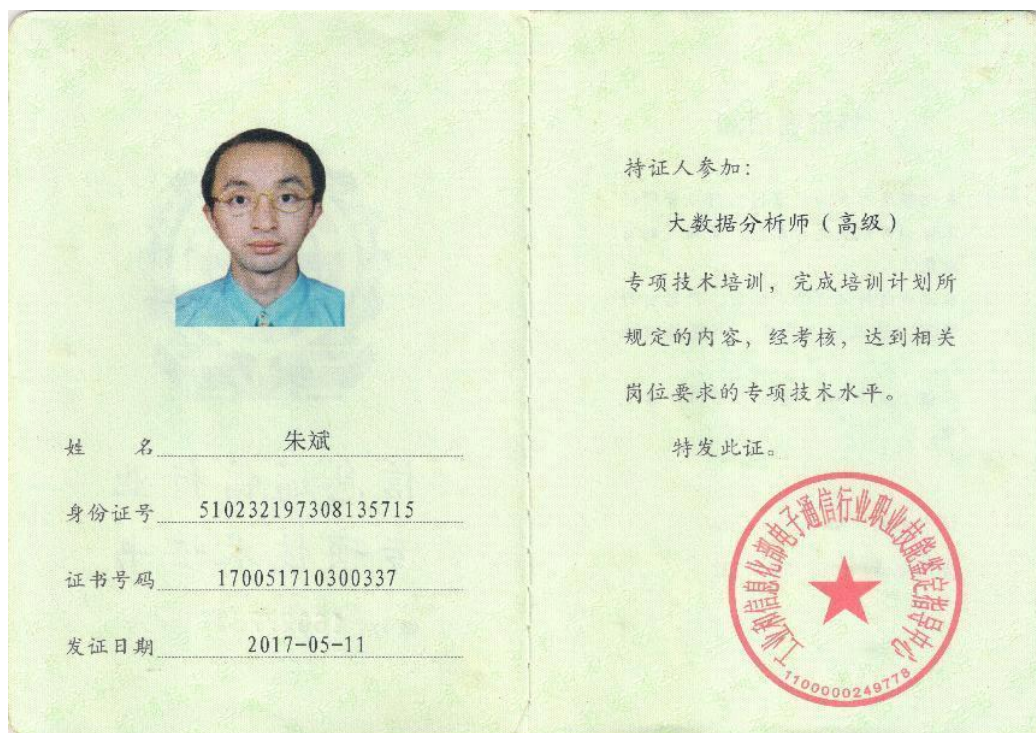 姓 名 朱斌
身份证号 510232197308135715
证书号码 170051710300337
发证日期 2017-05-11
持证人参加:
大数据分析师(高级)
专项技术培训,完成培训计划所
规定的内容,经考核,达到相关
岗位要求的专项技术水平。
特发此证。
工业和信息化部电子通信行业职业技能鉴定指导中心
1100000249778